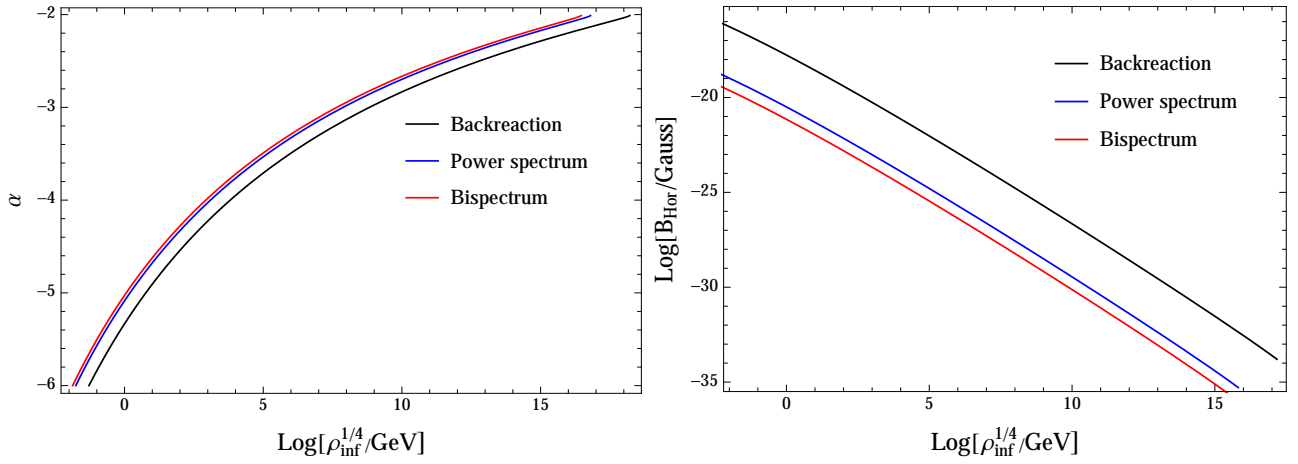 -2
-3
-4
-5
-6
α
0
5
10
15
Log[ρ_inf^{1/4}/GeV]
Backreaction
Power spectrum
Bispectrum
-20
-25
-30
-35
Log[B_Hor/Gauss]
0
5
10
15
Log[ρ_inf^{1/4}/GeV]
Backreaction
Power spectrum
Bispectrum